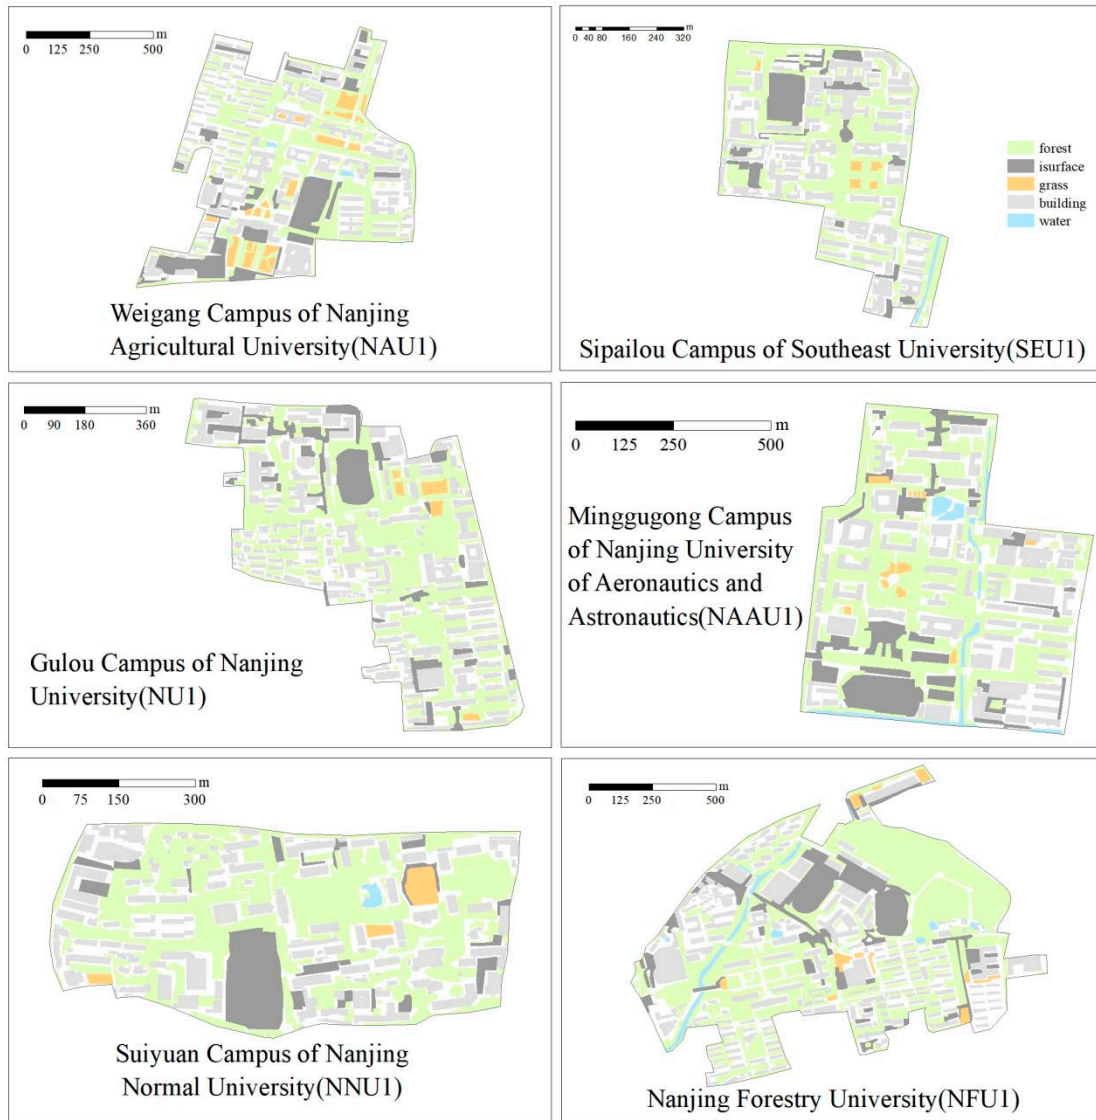 m
0 125 250 500
Weigang Campus of Nanjing
Agricultural University(NAU1)
m
0 40 80 160 240 320
forest
isurface
grass
building
water
Sipailou Campus of Southeast University(SEU1)
m
0 90 180 360
Gulou Campus of Nanjing
University(NU1)
m
0 125 250 500
Minggugong Campus
of Nanjing University
of Aeronautics and
Astronautics(NAAU1)
m
0 75 150 300
Suiyuan Campus of Nanjing
Normal University(NNU1)
m
0 125 250 500
Nanjing Forestry University(NFU1)